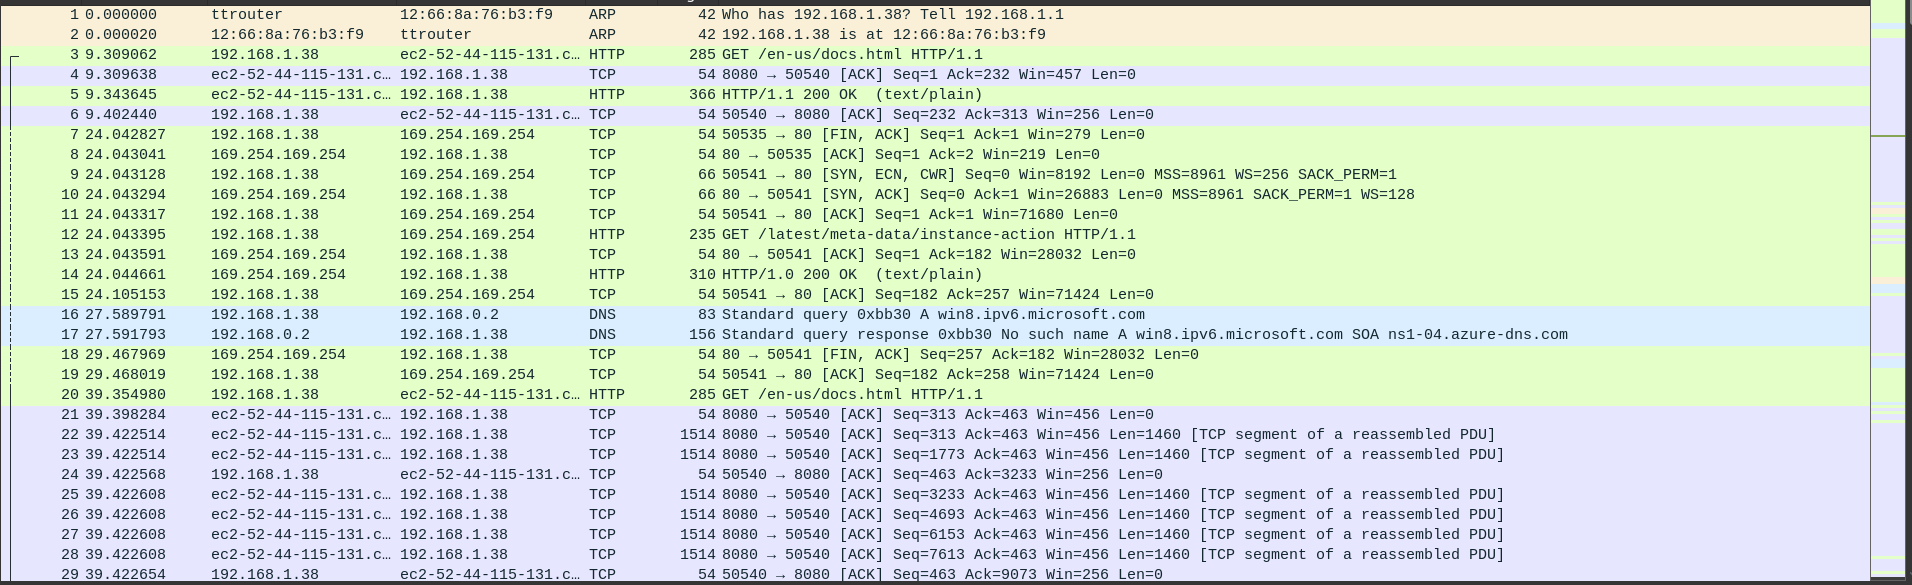 1 0.000000 ttrouter 12:66:8a:76:b3:f9 ARP 42 Who has 192.168.1.38? Tell 192.168.1.1
2 0.000020 12:66:8a:76:b3:f9 ttrouter ARP 42 192.168.1.38 is at 12:66:8a:76:b3:f9
3 9.309062 192.168.1.38 ec2-52-44-115-131.c… HTTP 285 GET /en-us/docs.html HTTP/1.1
4 9.309638 ec2-52-44-115-131.c… 192.168.1.38 TCP 54 8080 → 50540 [ACK] Seq=1 Ack=232 Win=457 Len=0
5 9.343645 ec2-52-44-115-131.c… 192.168.1.38 HTTP 366 HTTP/1.1 200 OK (text/plain)
6 9.402440 192.168.1.38 ec2-52-44-115-131.c… TCP 54 50540 → 8080 [ACK] Seq=232 Ack=313 Win=256 Len=0
7 24.042827 192.168.1.38 169.254.169.254 TCP 54 50535 → 80 [FIN, ACK] Seq=1 Ack=1 Win=279 Len=0
8 24.043041 169.254.169.254 192.168.1.38 TCP 54 80 → 50535 [ACK] Seq=1 Ack=2 Win=219 Len=0
9 24.043128 192.168.1.38 169.254.169.254 TCP 66 50541 → 80 [SYN, ECN, CWR] Seq=0 Win=8192 Len=0 MSS=8961 WS=256 SACK_PERM=1
10 24.043294 169.254.169.254 192.168.1.38 TCP 66 80 → 50541 [SYN, ACK] Seq=0 Ack=1 Win=26883 Len=0 MSS=8961 SACK_PERM=1 WS=128
11 24.043317 192.168.1.38 169.254.169.254 TCP 54 50541 → 80 [ACK] Seq=1 Ack=1 Win=71680 Len=0
12 24.043395 192.168.1.38 169.254.169.254 HTTP 235 GET /latest/meta-data/instance-action HTTP/1.1
13 24.043591 169.254.169.254 192.168.1.38 TCP 54 80 → 50541 [ACK] Seq=1 Ack=182 Win=28032 Len=0
14 24.044661 169.254.169.254 192.168.1.38 HTTP 310 HTTP/1.0 200 OK (text/plain)
15 24.105153 192.168.1.38 169.254.169.254 TCP 54 50541 → 80 [ACK] Seq=182 Ack=257 Win=71424 Len=0
16 27.589791 192.168.1.38 192.168.0.2 DNS 83 Standard query 0xbb30 A win8.ipv6.microsoft.com
17 27.591793 192.168.0.2 192.168.1.38 DNS 156 Standard query response 0xbb30 No such name A win8.ipv6.microsoft.com SOA ns1-04.azure-dns.com
18 29.467969 169.254.169.254 192.168.1.38 TCP 54 80 → 50541 [FIN, ACK] Seq=257 Ack=182 Win=28032 Len=0
19 29.468019 192.168.1.38 169.254.169.254 TCP 54 50541 → 80 [ACK] Seq=182 Ack=258 Win=71424 Len=0
20 39.354980 192.168.1.38 ec2-52-44-115-131.c… HTTP 285 GET /en-us/docs.html HTTP/1.1
21 39.398284 ec2-52-44-115-131.c… 192.168.1.38 TCP 54 8080 → 50540 [ACK] Seq=313 Ack=463 Win=456 Len=0
22 39.422514 ec2-52-44-115-131.c… 192.168.1.38 TCP 1514 8080 → 50540 [ACK] Seq=313 Ack=463 Win=456 Len=1460 [TCP segment of a reassembled PDU]
23 39.422514 ec2-52-44-115-131.c… 192.168.1.38 TCP 1514 8080 → 50540 [ACK] Seq=1773 Ack=463 Win=456 Len=1460 [TCP segment of a reassembled PDU]
24 39.422568 192.168.1.38 ec2-52-44-115-131.c… TCP 54 50540 → 8080 [ACK] Seq=463 Ack=3233 Win=256 Len=0
25 39.422608 ec2-52-44-115-131.c… 192.168.1.38 TCP 1514 8080 → 50540 [ACK] Seq=3233 Ack=463 Win=456 Len=1460 [TCP segment of a reassembled PDU]
26 39.422608 ec2-52-44-115-131.c… 192.168.1.38 TCP 1514 8080 → 50540 [ACK] Seq=4693 Ack=463 Win=456 Len=1460 [TCP segment of a reassembled PDU]
27 39.422608 ec2-52-44-115-131.c… 192.168.1.38 TCP 1514 8080 → 50540 [ACK] Seq=6153 Ack=463 Win=456 Len=1460 [TCP segment of a reassembled PDU]
28 39.422608 ec2-52-44-115-131.c… 192.168.1.38 TCP 1514 8080 → 50540 [ACK] Seq=7613 Ack=463 Win=456 Len=1460 [TCP segment of a reassembled PDU]
29 39.422654 192.168.1.38 ec2-52-44-115-131.c… TCP 54 50540 → 8080 [ACK] Seq=463 Ack=9073 Win=256 Len=0